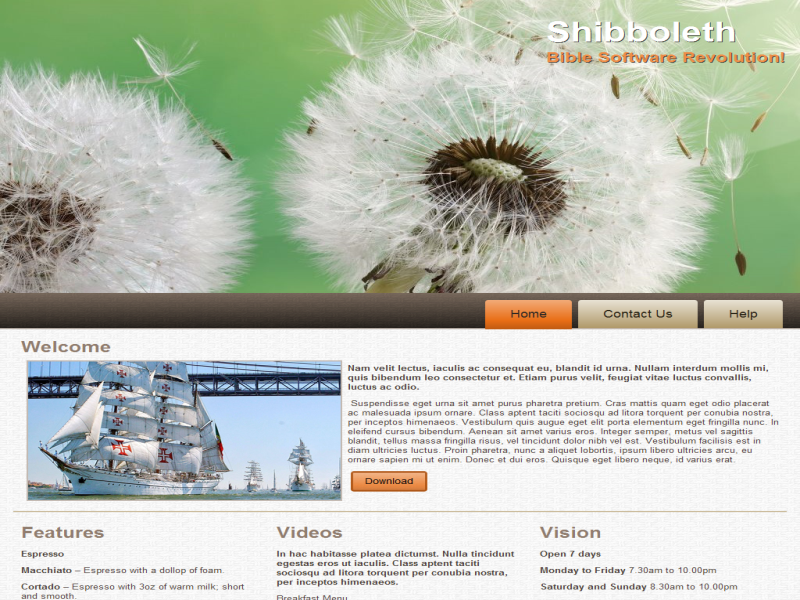 Shibboleth
Bible Software Revolution!
Home
Contact Us
Help
Welcome
Nam velit lectus, iaculis ac consequat eu, blandit id urna. Nullam interdum mollis mi,
quis bibendum leo consectetur et. Etiam purus velit, feugiat vitae luctus convallis,
luctus ac odio.
Suspendisse eget urna sit amet purus pharetra pretium. Cras mattis quam eget odio placerat
ac malesuada ipsum ornare. Class aptent taciti sociosqu ad litora torquent per conubia nostra,
per inceptos himenaeos. Vestibulum quis augue eget elit porta elementum eget fringilla nunc. In
eleifend cursus bibendum. Aenean sit amet varius eros. Integer semper, metus vel sagittis
blandit, tellus massa fringilla risus, vel tincidunt dolor nibh vel est. Vestibulum facilisis est in
diam ultricies luctus. Proin pharetra, nunc a aliquet lobortis, ipsum libero ultricies arcu, eu
ornare sapien mi ut enim. Donec et dui eros. Quisque eget libero neque, id varius erat.
Download
Features
Espresso
Macchiato – Espresso with a dollop of foam.
Cortado – Espresso with 3oz of warm milk; short
and smooth.
Videos
In hac habitasse platea dictumst. Nulla tincidunt
egestas eros ut iaculis. Class aptent taciti
sociosqu ad litora torquent per conubia nostra,
per inceptos himenaeos.
Breakfast Menu
Vision
Open 7 days
Monday to Friday 7.30am to 10.00pm
Saturday and Sunday 8.30am to 10.00pm